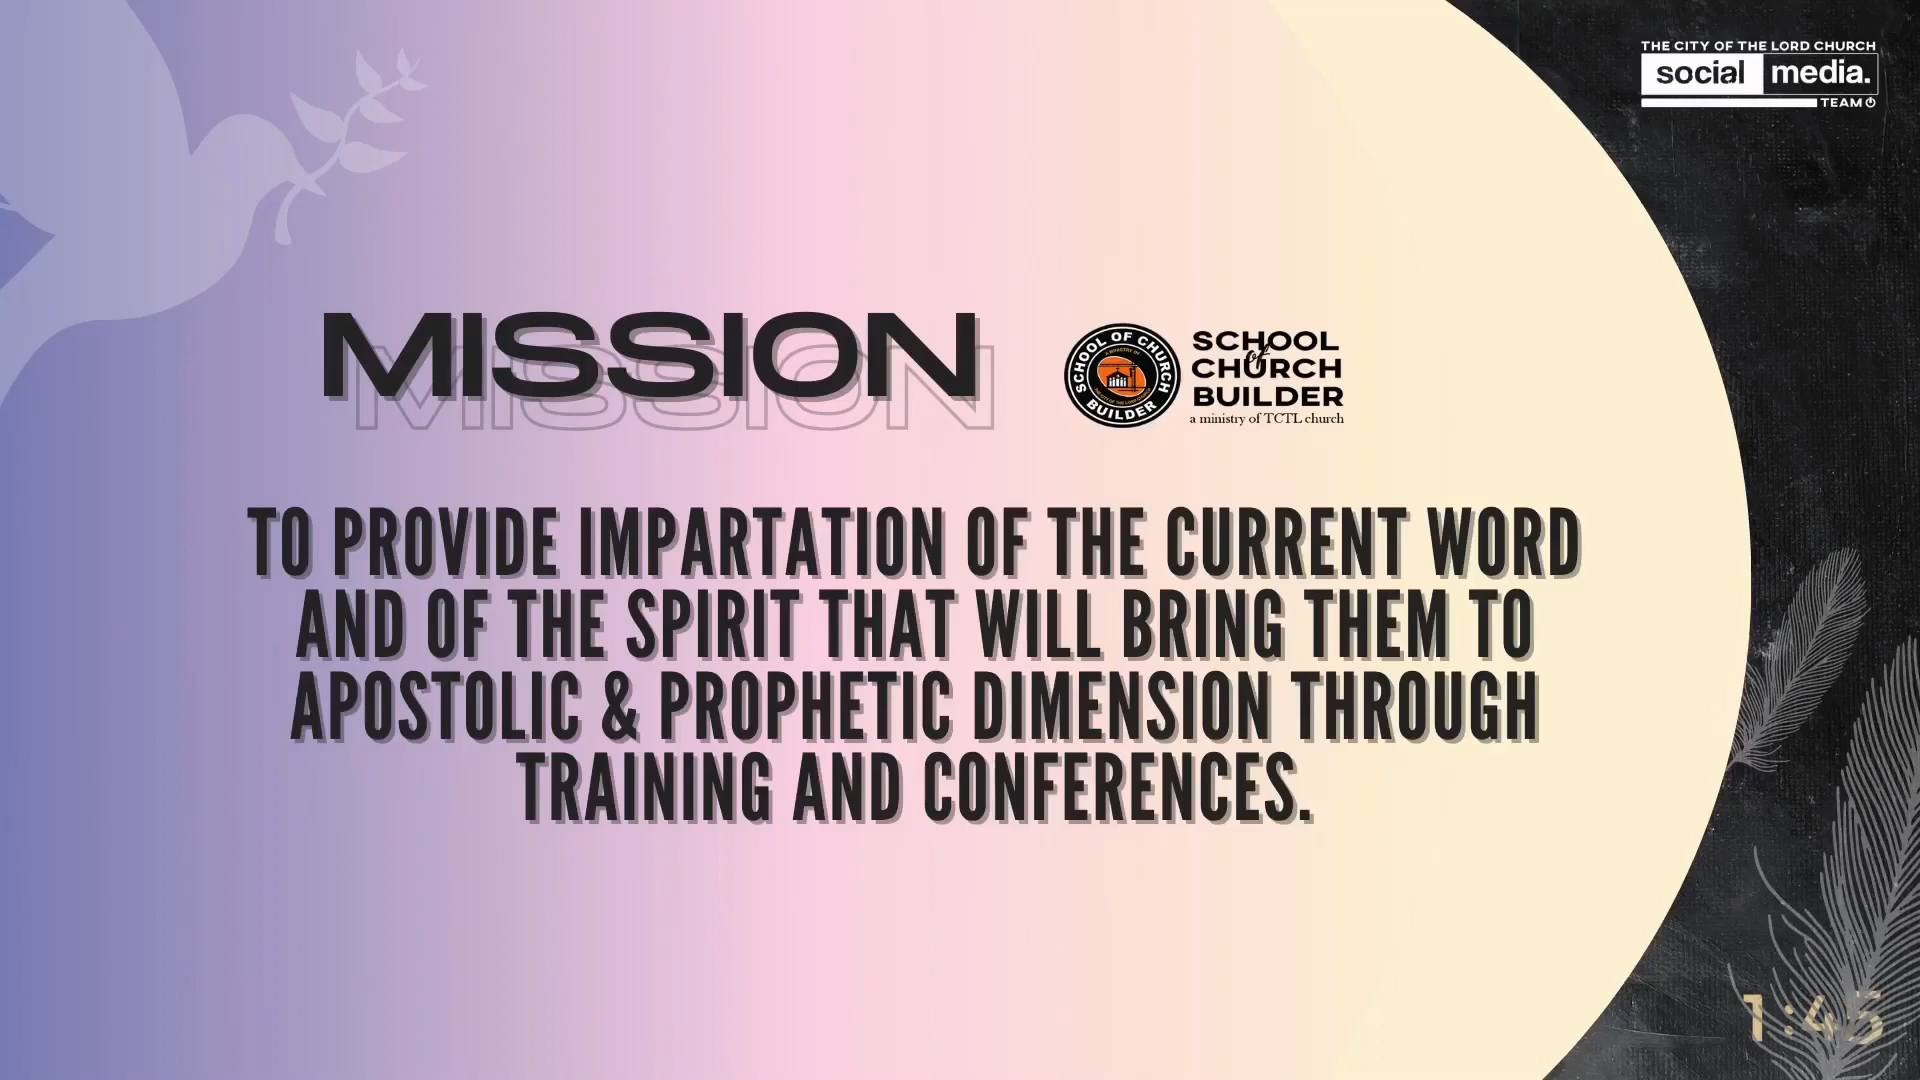 THE CITY OF THE LORD CHURCH
social media.
TEAM
MISSION
MISSION
SCHOOL OF CHURCH
BUILDER
SCHOOL
of
CHURCH
BUILDER
a ministry of TCTL church
TO PROVIDE IMPARTATION OF THE CURRENT WORD
AND OF THE SPIRIT THAT WILL BRING THEM TO
APOSTOLIC & PROPHETIC DIMENSION THROUGH
TRAINING AND CONFERENCES.
1:45